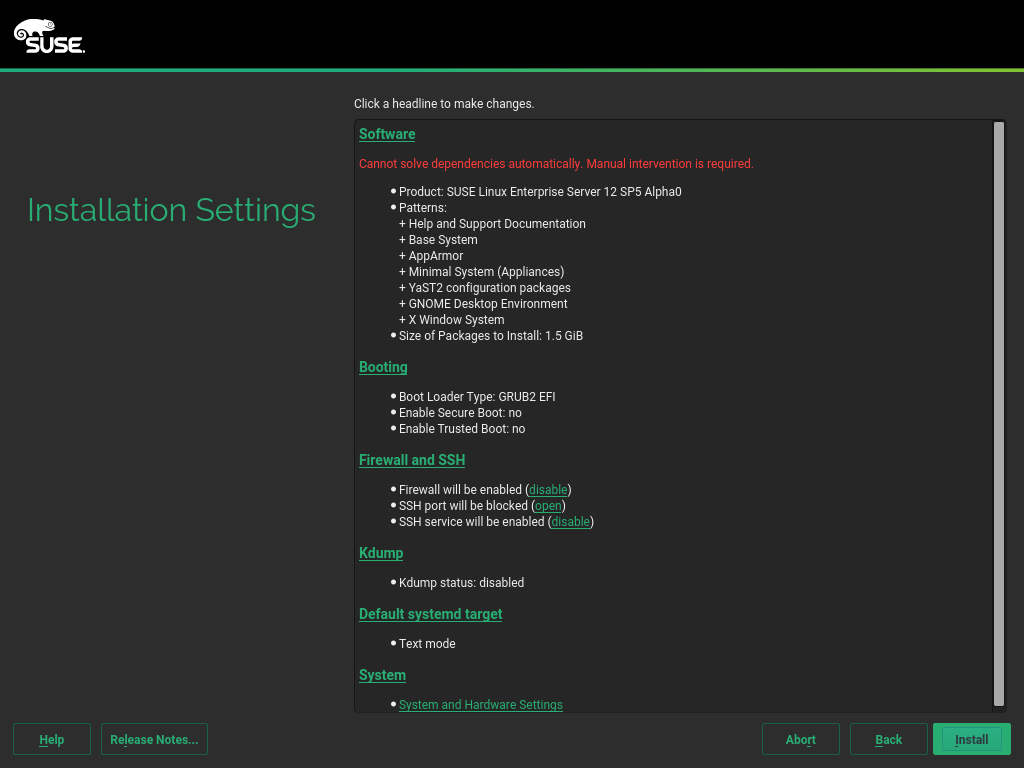 SUSE.
Click a headline to make changes.
Installation Settings
Software
Cannot solve dependencies automatically. Manual intervention is required.
Product: SUSE Linux Enterprise Server 12 SP5 Alpha0
Patterns:
+ Help and Support Documentation
+ Base System
+ AppArmor
+ Minimal System (Appliances)
+ YaST2 configuration packages
+ GNOME Desktop Environment
+ X Window System
Size of Packages to Install: 1.5 GiB
Booting
Boot Loader Type: GRUB2 EFI
Enable Secure Boot: no
Enable Trusted Boot: no
Firewall and SSH
Firewall will be enabled (disable)
SSH port will be blocked (open)
SSH service will be enabled (disable)
Kdump
Kdump status: disabled
Default systemd target
Text mode
System
System and Hardware Settings
Help Release Notes... Abort Back Install